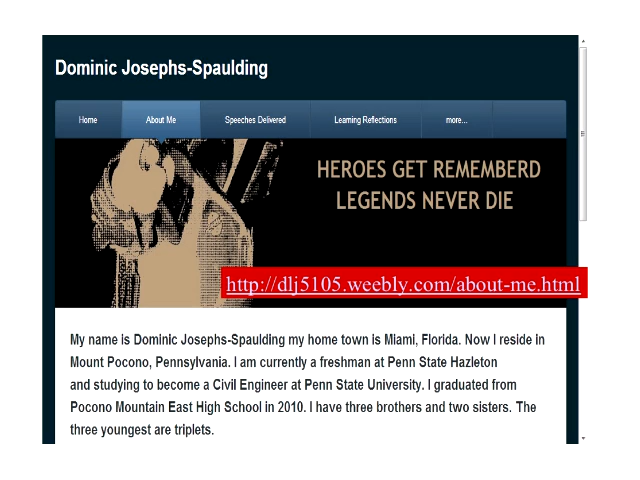 Dominic Josephs-Spaulding
Home About Me Speeches Delivered Learning Reflections more...
HEROES GET REMEMBERD
LEGENDS NEVER DIE
http://dlj5105.weebly.com/about-me.html
My name is Dominic Josephs-Spaulding my home town is Miami, Florida. Now I reside in
Mount Pocono, Pennsylvania. I am currently a freshman at Penn State Hazleton
and studying to become a Civil Engineer at Penn State University. I graduated from
Pocono Mountain East High School in 2010. I have three brothers and two sisters. The
three youngest are triplets.